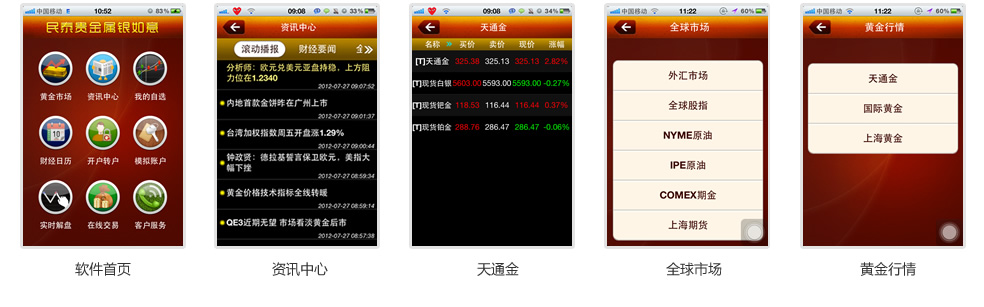 中国移动 10:52 83%
民泰贵金属银如意
黄金市场 资讯中心 我的自选
10
财经日历 开户转户 模拟账户
实时解盘 在线交易 客户服务
软件首页
中国移动 09:08 33%
资讯中心
滚动播报 财经要闻
分析师：欧元兑美元亚盘持稳，上方阻
力位在1.2340
2012-07-27 09:07:52
内地首款金饼昨在广州上市
2012-07-27 09:01:37
台湾加权指数周五开盘涨1.29%
2012-07-27 09:00:44
钟政贤：德拉基誓言保卫欧元，美指大
幅下挫
2012-07-27 08:59:34
黄金价格技术指标全线转暖
2012-07-27 08:59:14
QE3近期无望 市场看淡黄金后市
2012-07-27 08:57:38
资讯中心
中国移动 09:08 34%
天通金
名称 买价 卖价 现价 涨幅
[T]天通金 325.38 325.13 325.13 2.82%
[T]现货白银 5603.00 5593.00 5593.00 -0.27%
[T]现货钯金 118.53 116.44 116.44 0.37%
[T]现货铂金 288.76 286.47 286.47 -0.06%
天通金
中国移动 11:22 60%
全球市场
外汇市场
全球股指
NYME原油
IPE原油
COMEX期金
上海期货
全球市场
中国移动 11:22 60%
黄金行情
天通金
国际黄金
上海黄金
黄金行情